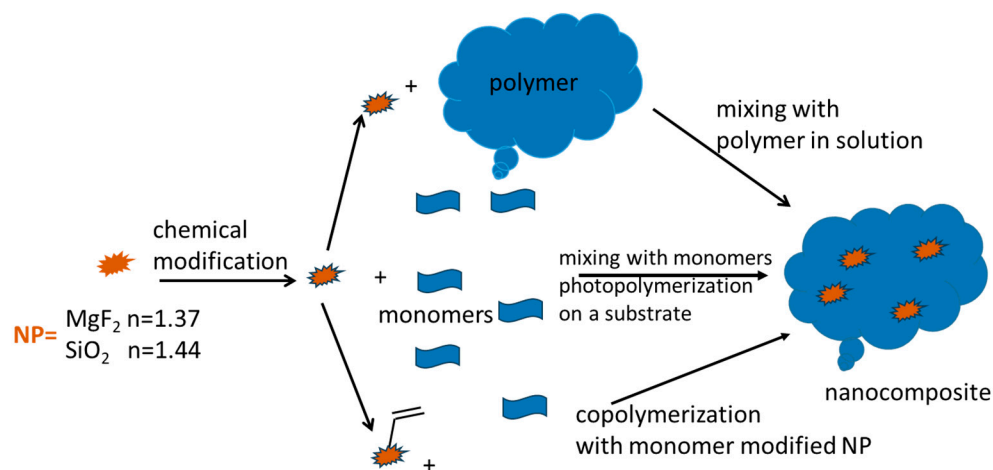 +
polymer
mixing with
polymer in solution
chemical
modification
+
monomers
mixing with monomers
photopolymerization
on a substrate
NP=
MgF₂ n=1.37
SiO₂ n=1.44
nanocomposite
copolymerization
with monomer modified NP
+